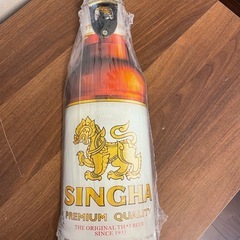 SINGHA
PREMIUM QUALITY
THE ORIGINAL THAI BEER
SINCE 1933